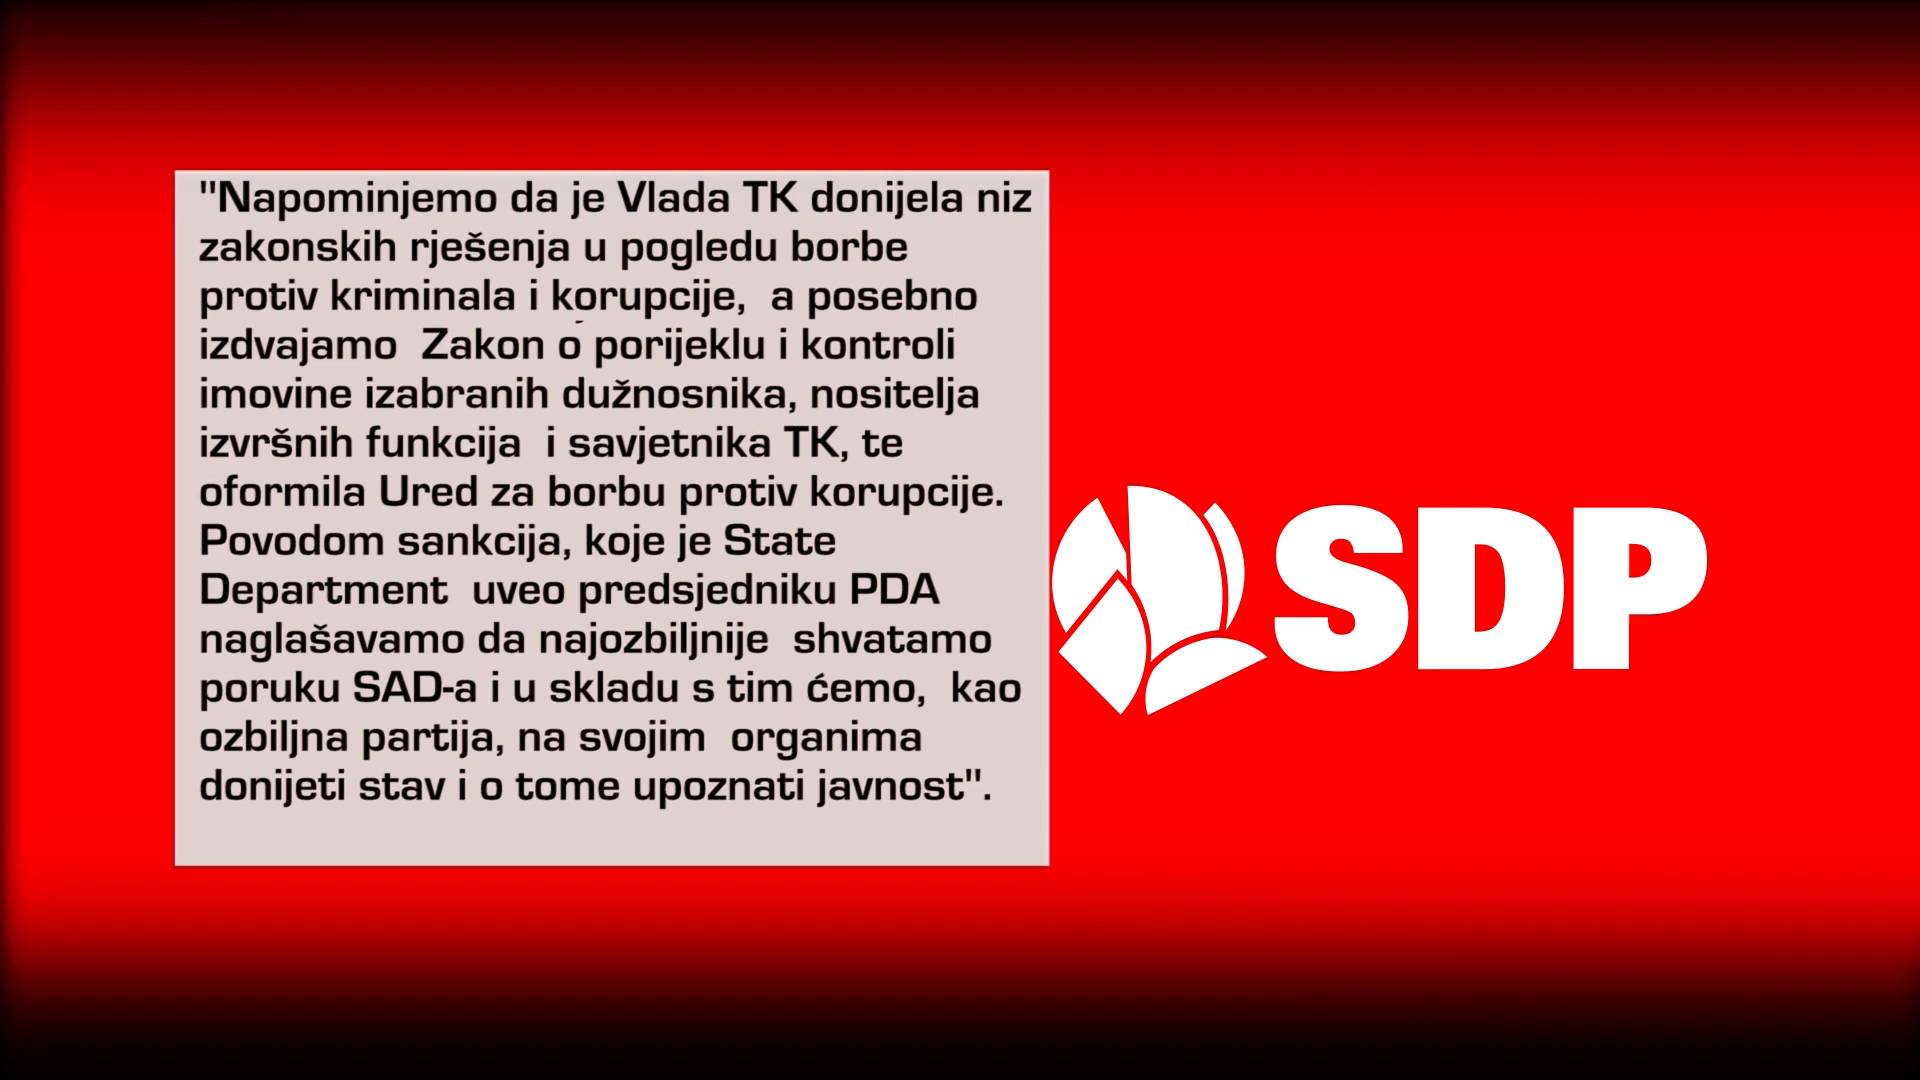 "Napominjemo da je Vlada TK donijela niz
zakonskih rješenja u pogledu borbe
protiv kriminala i korupcije,  a posebno
izdvajamo  Zakon o porijeklu i kontroli
imovine izabranih dužnosnika, nositelja
izvršnih funkcija  i savjetnika TK, te
oformila Ured za borbu protiv korupcije.
Povodom sankcija, koje je State
Department  uveo predsjedniku PDA
naglašavamo da najozbiljnije  shvatamo
poruku SAD-a i u skladu s tim ćemo,  kao
ozbiljna partija, na svojim  organima
donijeti stav i o tome upoznati javnost".
SDP